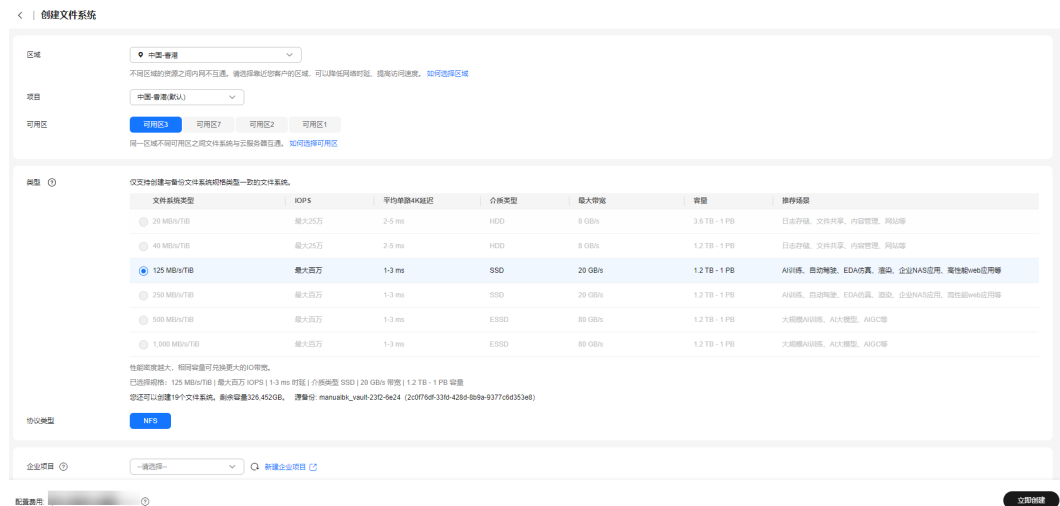 创建文件系统
区域 中国-香港
不同区域的资源之间内网不互通。请选择靠近您客户的区域，可以降低网络时延、提高访问速度。 如何选择区域
项目 中国-香港(默认)
可用区 可用区3 可用区7 可用区2 可用区1
同一区域不同可用区之间文件系统与云服务器互通。 如何选择可用区
类型 仅支持创建与备份文件系统规格类型一致的文件系统。
文件系统类型 IOPS 平均单路4K延迟 介质类型 最大带宽 容量 推荐场景
20 MB/s/TiB 最大25万 2-5 ms HDD 8 GB/s 3.6 TB - 1 PB 日志存储、文件共享、内容管理、网站等
40 MB/s/TiB 最大25万 2-5 ms HDD 8 GB/s 1.2 TB - 1 PB 日志存储、文件共享、内容管理、网站等
125 MB/s/TiB 最大百万 1-3 ms SSD 20 GB/s 1.2 TB - 1 PB AI训练、自动驾驶、EDA仿真、渲染、企业NAS应用、高性能web应用等
250 MB/s/TiB 最大百万 1-3 ms SSD 20 GB/s 1.2 TB - 1 PB AI训练、自动驾驶、EDA仿真、渲染、企业NAS应用、高性能web应用等
500 MB/s/TiB 最大百万 1-3 ms ESSD 80 GB/s 1.2 TB - 1 PB 大规模AI训练、AI大模型、AIGC等
1,000 MB/s/TiB 最大百万 1-3 ms ESSD 80 GB/s 1.2 TB - 1 PB 大规模AI训练、AI大模型、AIGC等
性能密度越大，相同容量可兑换更大的IO带宽。
已选择规格：125 MB/s/TiB | 最大百万 IOPS | 1-3 ms 时延 | 介质类型 SSD | 20 GB/s 带宽 | 1.2 TB - 1 PB 容量
您还可以创建19个文件系统。剩余容量326,452GB。 源备份: manualbk_vault-23f2-6e24（2c0f76df-33fd-428d-8b9a-9377c6d353e8）
协议类型 NFS
企业项目 --请选择-- 新建企业项目
配置费用: 立即创建